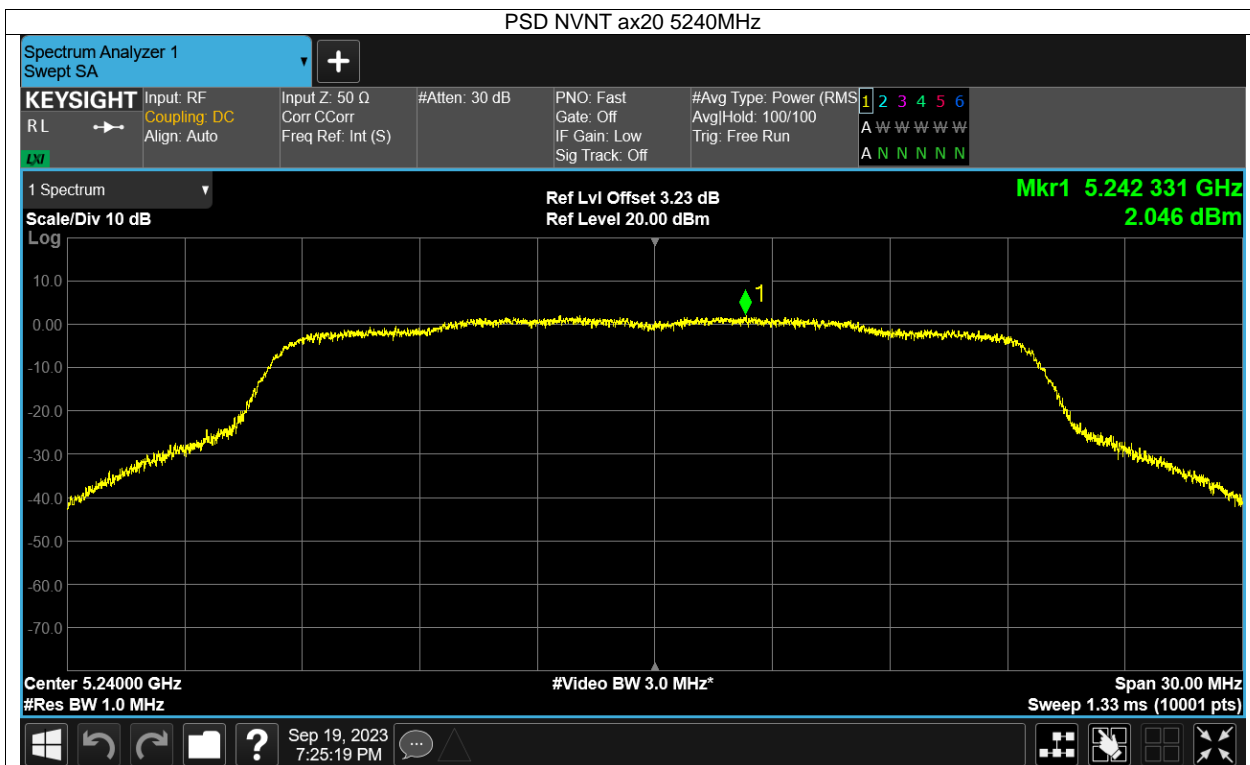 PSD NVNT ax20 5240MHz
Spectrum Analyzer 1
Swept SA
KEYSIGHT
R L
LXI
Input: RF
Coupling: DC
Align: Auto
Input Z: 50 Ω
Corr CCorr
Freq Ref: Int (S)
#Atten: 30 dB
PNO: Fast
Gate: Off
IF Gain: Low
Sig Track: Off
#Avg Type: Power (RMS
Avg|Hold: 100/100
Trig: Free Run
1 2 3 4 5 6
A W W W W W
A N N N N N
1 Spectrum
Scale/Div 10 dB
Ref Lvl Offset 3.23 dB
Ref Level 20.00 dBm
Mkr1 5.242 331 GHz
2.046 dBm
Log
10.0
0.00
-10.0
-20.0
-30.0
-40.0
-50.0
-60.0
-70.0
1
Center 5.24000 GHz
#Res BW 1.0 MHz
#Video BW 3.0 MHz*
Span 30.00 MHz
Sweep 1.33 ms (10001 pts)
Sep 19, 2023
7:25:19 PM